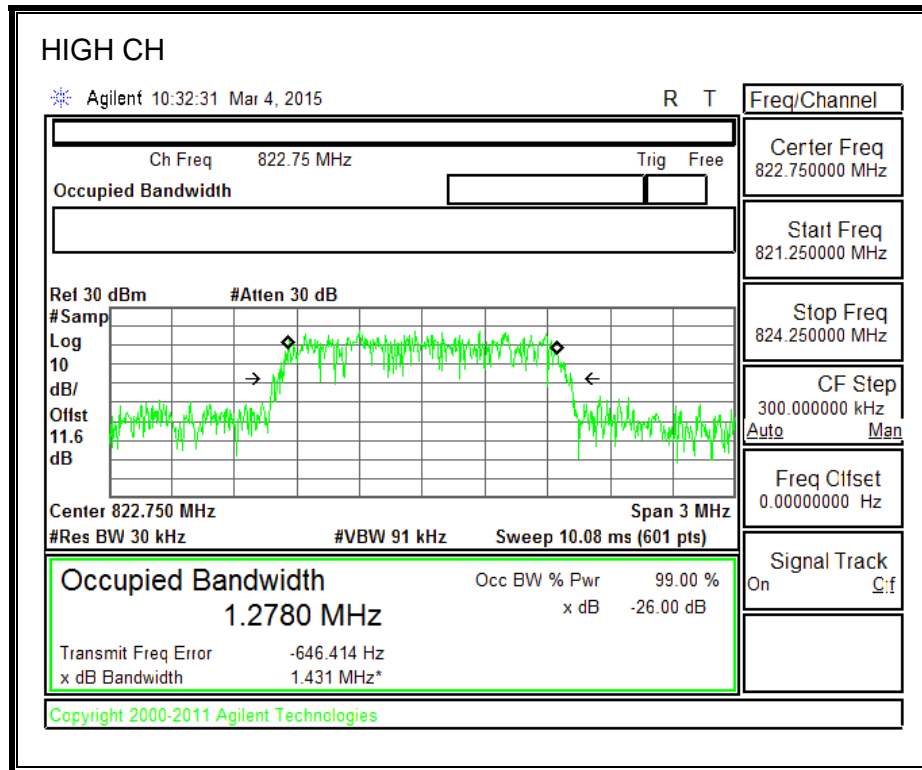 HIGH CH
Agilent 10:32:31 Mar 4, 2015 R T
Freq/Channel
Ch Freq 822.75 MHz Trig Free
Occupied Bandwidth
Center Freq
822.750000 MHz
Start Freq
821.250000 MHz
Stop Freq
824.250000 MHz
CF Step
300.000000 kHz
Auto Man
Freq Offset
0.00000000 Hz
Signal Track
On Off
Ref 30 dBm #Atten 30 dB
#Samp
Log
10
dB/
Offst
11.6
dB
Center 822.750 MHz Span 3 MHz
#Res BW 30 kHz #VBW 91 kHz Sweep 10.08 ms (601 pts)
Occupied Bandwidth Occ BW % Pwr 99.00 %
1.2780 MHz x dB -26.00 dB
Transmit Freq Error -646.414 Hz
x dB Bandwidth 1.431 MHz*
Copyright 2000-2011 Agilent Technologies